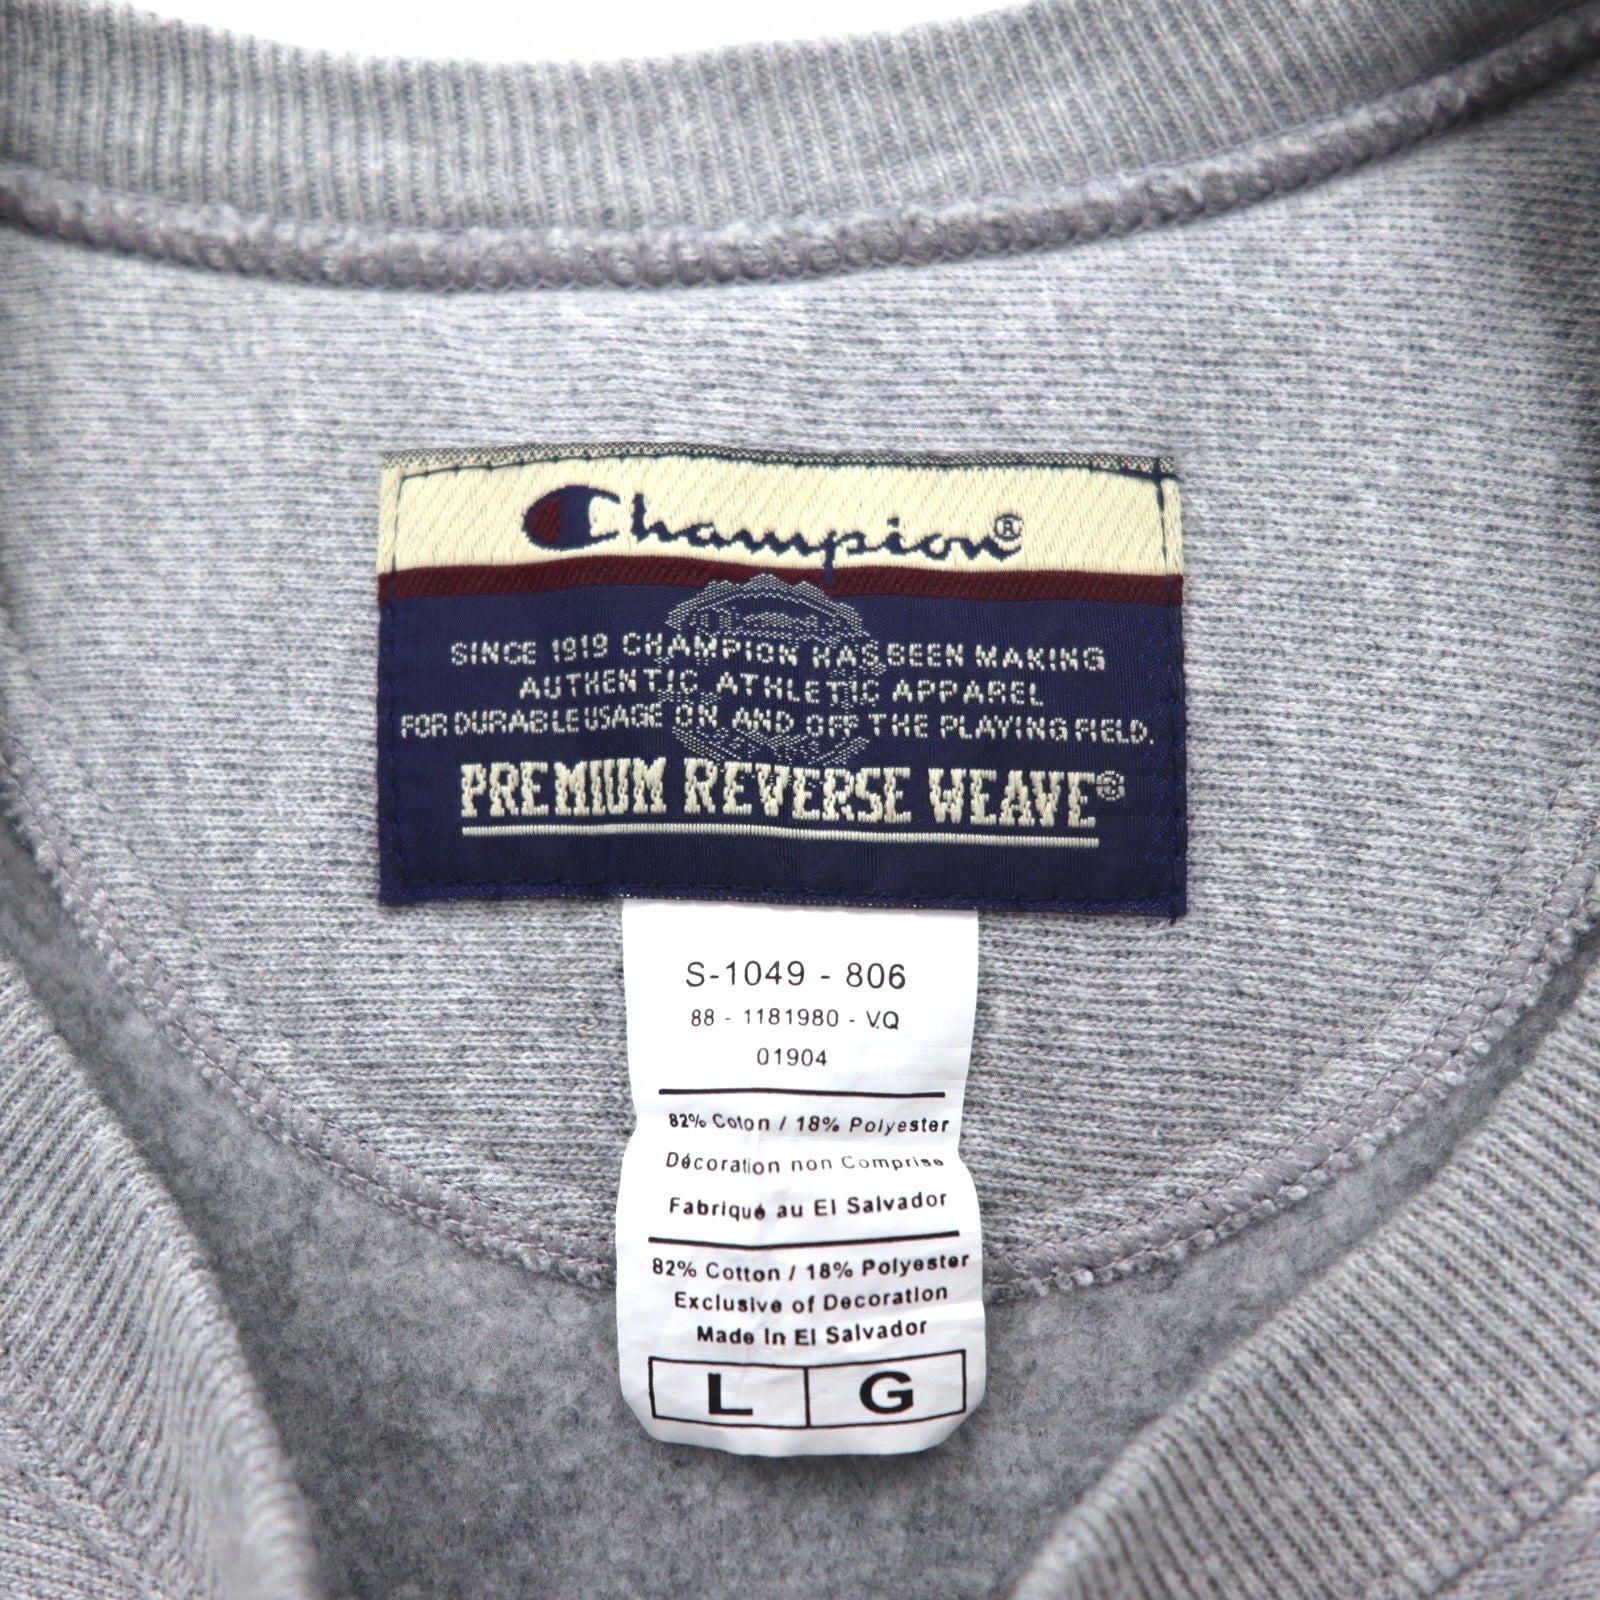 Champion®
SINCE 1919 CHAMPION HAS BEEN MAKING
AUTHENTIC ATHLETIC APPAREL
FOR DURABLE USAGE ON AND OFF THE PLAYING FIELD.
PREMIUM REVERSE WEAVE®
S-1049 - 806
88 - 1181980 - VQ
01904
82% Coton / 18% Polyester
Décoration non Comprise
Fabriqué au El Salvador
82% Cotton / 18% Polyester
Exclusive of Decoration
Made In El Salvador
L G